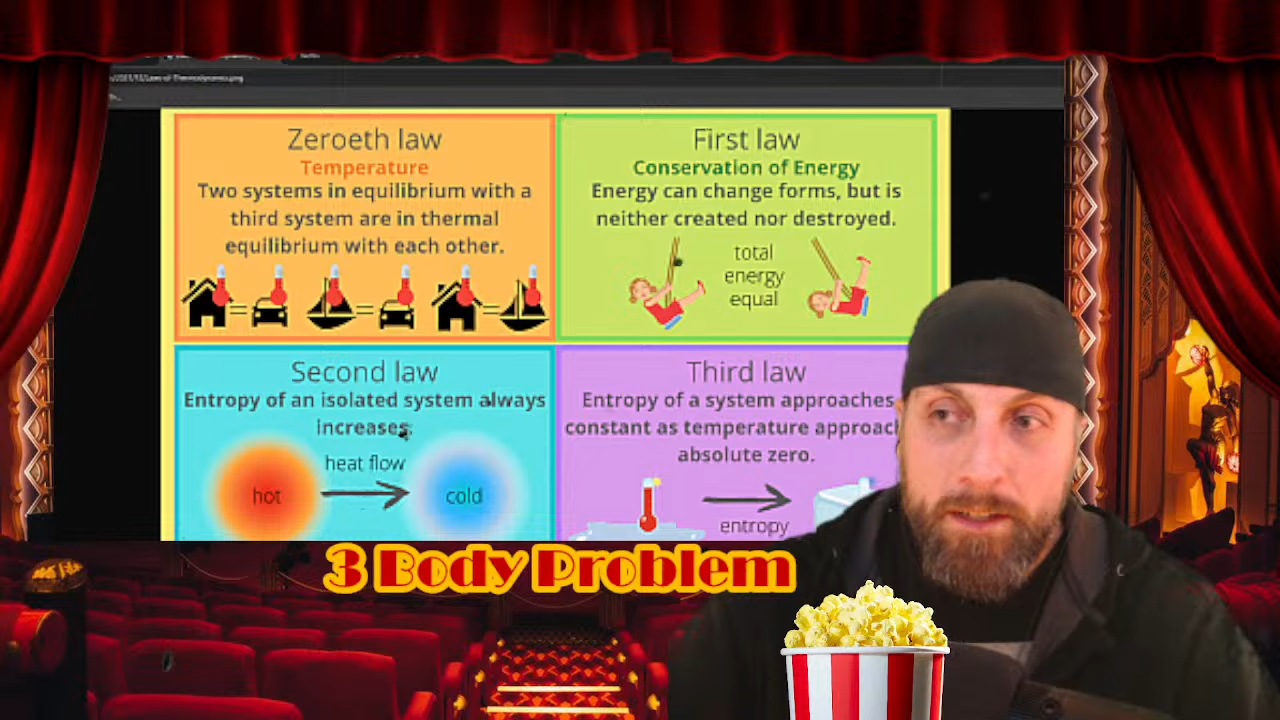 Zeroeth law
Temperature
Two systems in equilibrium with a
third system are in thermal
equilibrium with each other.
First law
Conservation of Energy
Energy can change forms, but is
neither created nor destroyed.
total
energy
equal
Second law
Entropy of an isolated system always
increases.
heat flow
hot
cold
Third law
Entropy of a system approaches
constant as temperature approac
absolute zero.
entropy
3 Body Problem